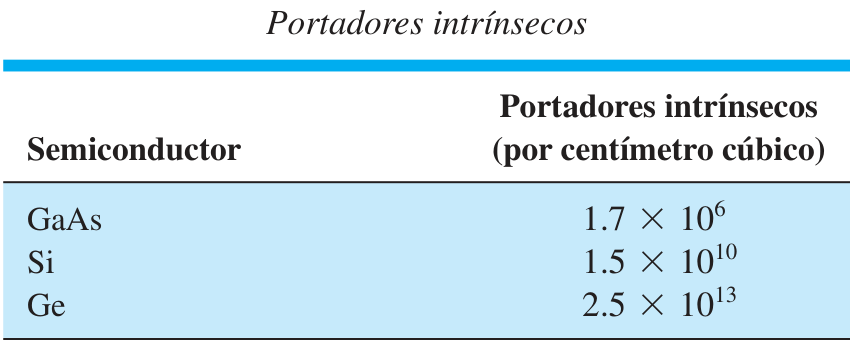 Portadores intrínsecos
Portadores intrínsecos
Semiconductor (por centímetro cúbico)
GaAs 1.7 × 10⁶
Si 1.5 × 10¹⁰
Ge 2.5 × 10¹³